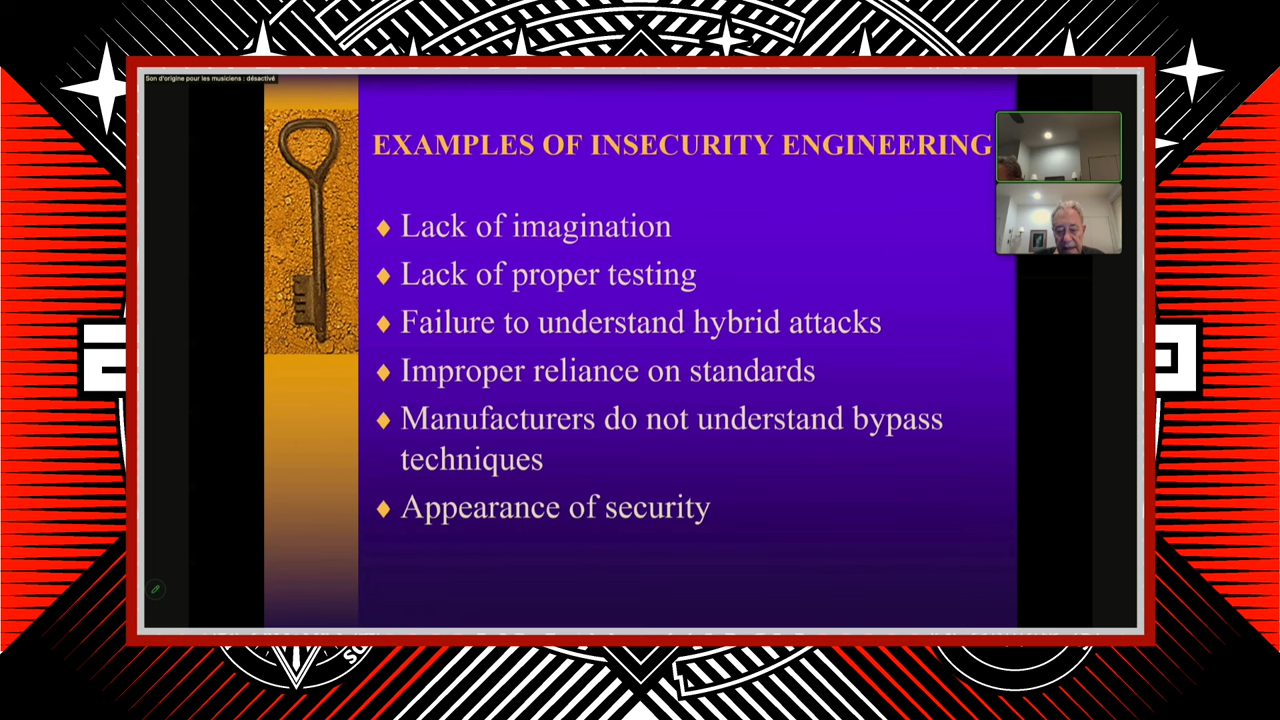 Son d'origine pour les musiciens : désactivé
EXAMPLES OF INSECURITY ENGINEERING
Lack of imagination
Lack of proper testing
Failure to understand hybrid attacks
Improper reliance on standards
Manufacturers do not understand bypass
techniques
Appearance of security